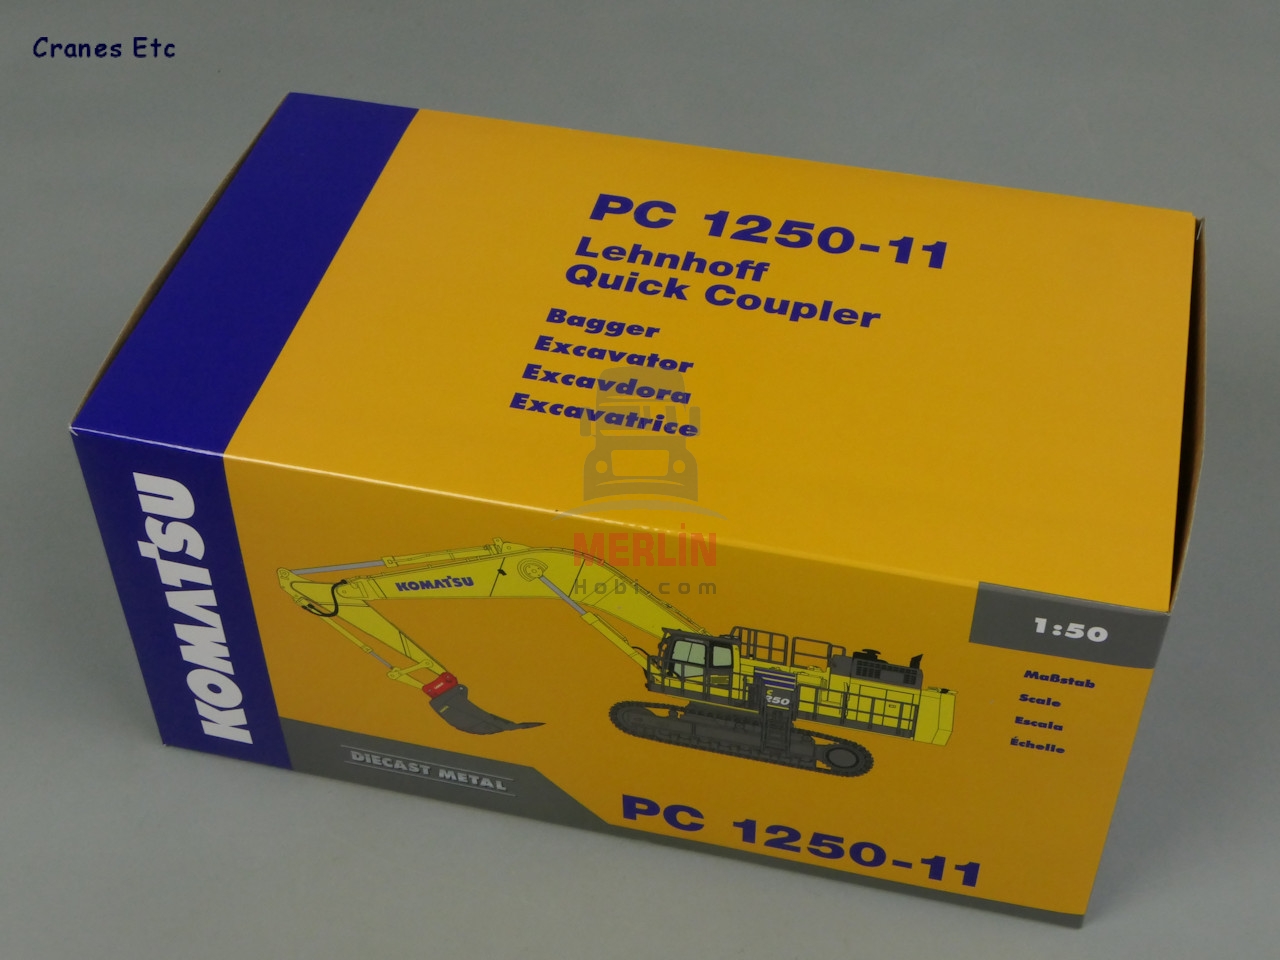 Cranes Etc
PC 1250-11
Lehnhoff
Quick Coupler
Bagger
Excavator
Excavdora
Excavatrice
MERLİN
Hobi.com
KOMATSU
KOMATSU
1:50
Maßstab
Scale
Escala
Échelle
DIECAST METAL
PC 1250-11